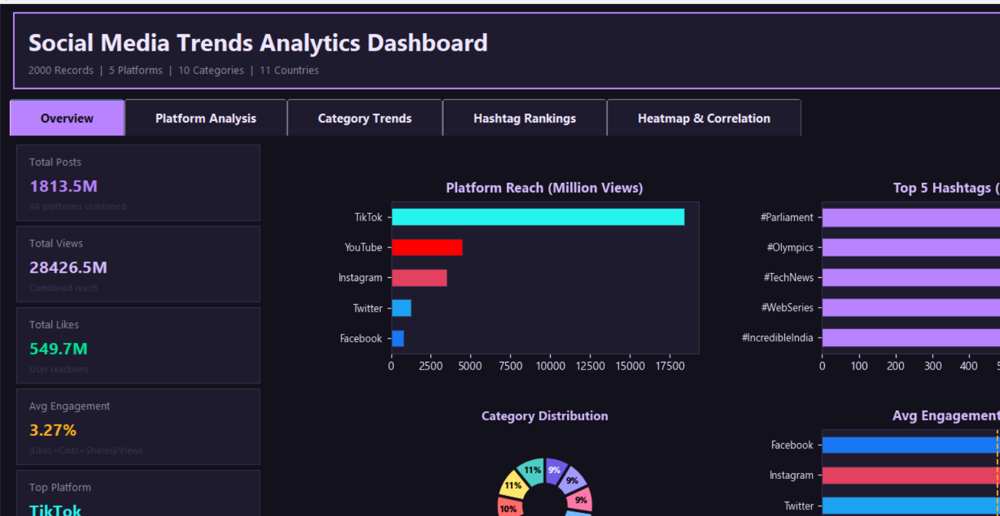 Social Media Trends Analytics Dashboard
2000 Records | 5 Platforms | 10 Categories | 11 Countries
Overview
Platform Analysis
Category Trends
Hashtag Rankings
Heatmap & Correlation
Total Posts
1813.5M
All platforms combined
Total Views
28426.5M
Combined reach
Total Likes
549.7M
User reactions
Avg Engagement
3.27%
(Likes+Cmts+Shares)/Views
Top Platform
TikTok
Platform Reach (Million Views)
TikTok
YouTube
Instagram
Twitter
Facebook
0 2500 5000 7500 10000 12500 15000 17500
Top 5 Hashtags (
#Parliament
#Olympics
#TechNews
#WebSeries
#IncredibleIndia
0 100 200 300 400
Category Distribution
11% 9%
11% 9%
10% 9%
Avg Engagement
Facebook
Instagram
Twitter